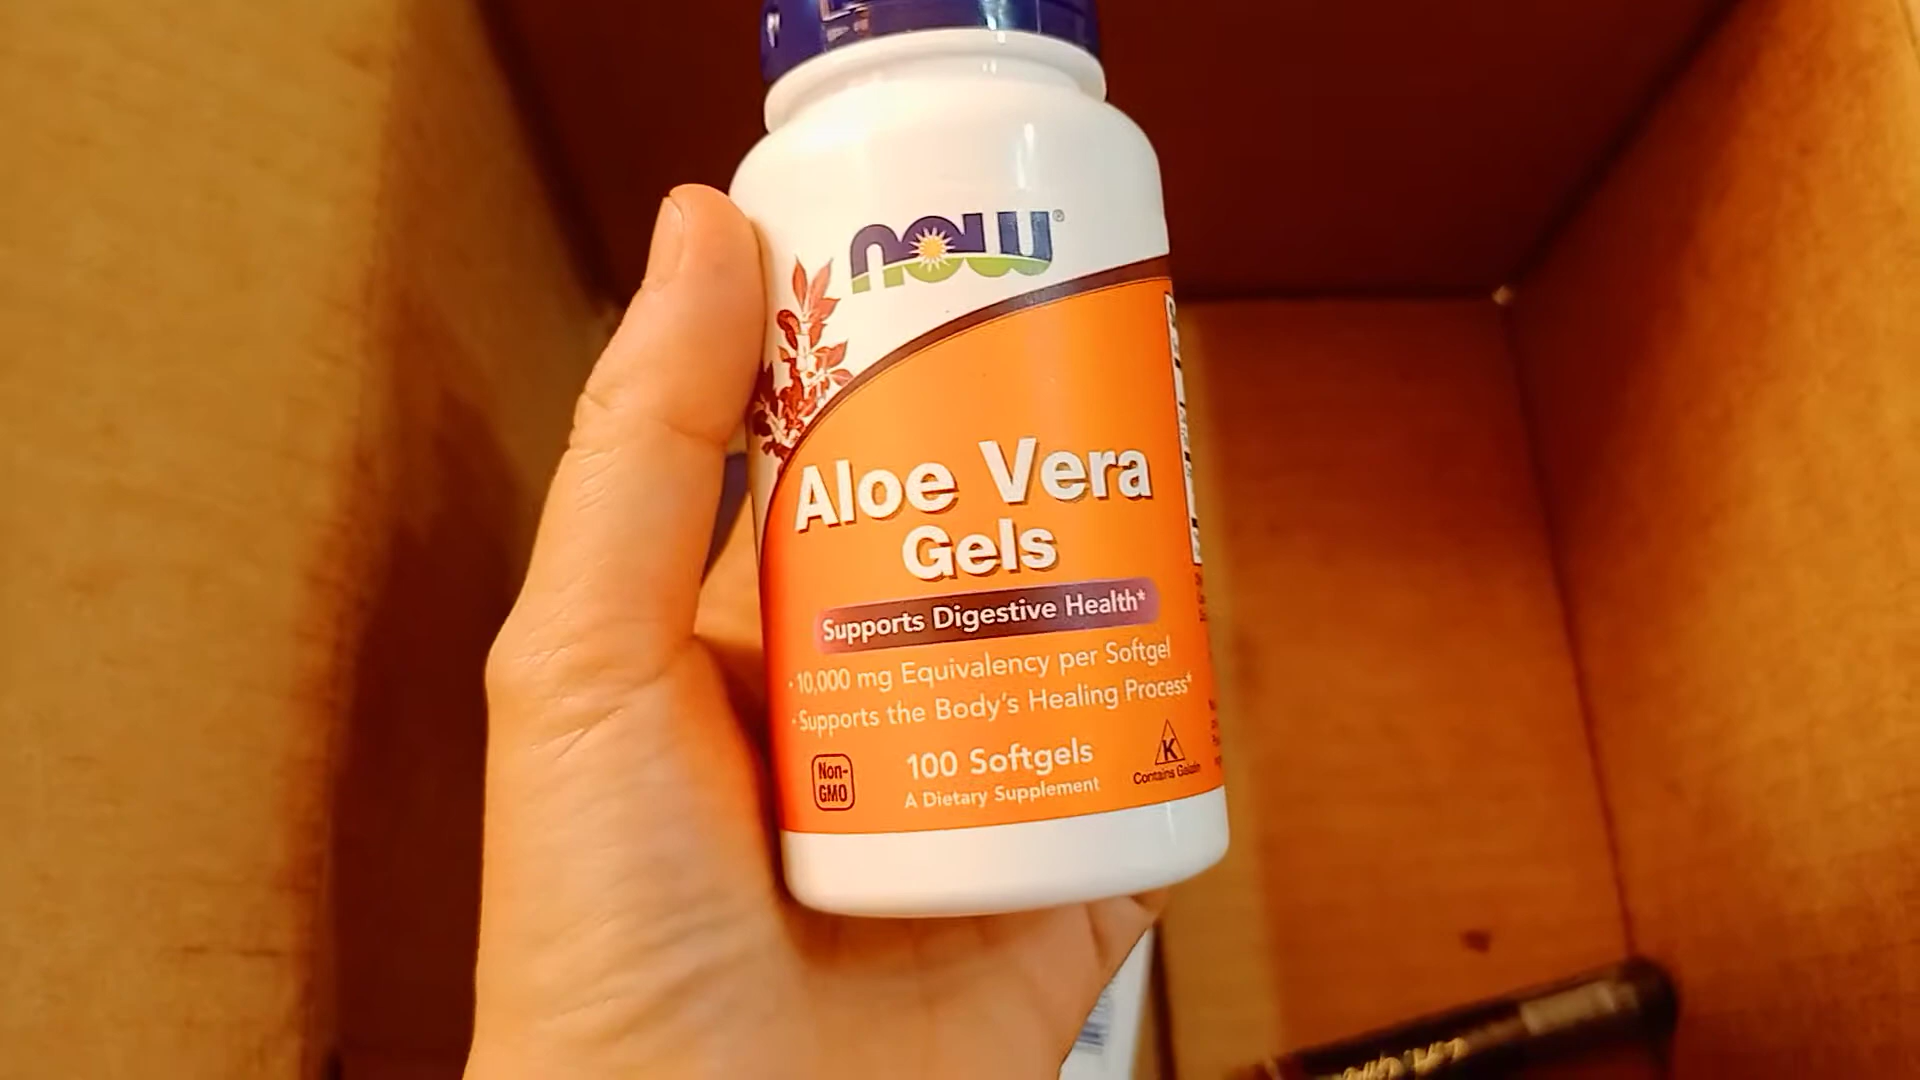 now®
Aloe Vera
Gels
Supports Digestive Health*
· 10,000 mg Equivalency per Softgel
· Supports the Body's Healing Process*
Non-
GMO
100 Softgels
A Dietary Supplement
K
Contains Gelatin